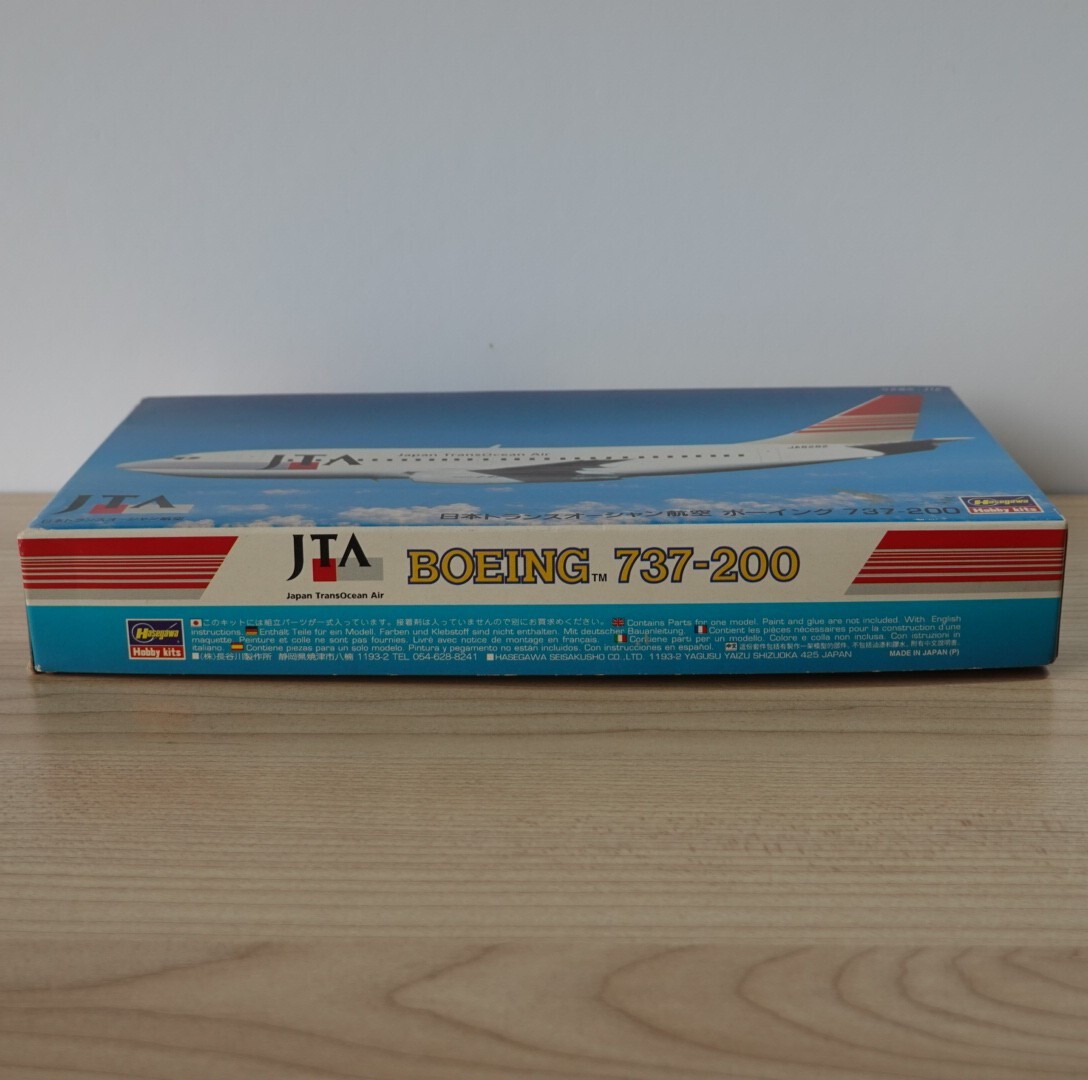 JTA
Japan TransOcean Air
JTA
日本トランスオーシャン航空 ボーイング 737-200
Hasegawa
Hobby kits
JTA
Japan TransOcean Air
BOEING™ 737-200
Hasegawa
Hobby kits
このキットには組立パーツが一式入っています。接着剤は入っていませんので別にお買求めください。 Contains Parts for one model. Paint and glue are not included. With English
instructions. Enthält Teile für ein Modell. Farben und Klebstoff sind nicht enthalten. Mit deutscher Bauanleitung. Contient les pièces nécessaires pour la construction d'une
maquette. Peinture et colle ne sont pas fournies. Livré avec notice de montage en français. Contiene parte per un modello. Colore e colla non inclusa. Con istruzioni in
italiano. Contiene piezas para un solo modelo. Pintura y pegamento no están incluidos. Con instrucciones en español.
■(株)長谷川製作所 静岡県焼津市八楠 1193-2 TEL 054-628-8241 ■HASEGAWA SEISAKUSHO CO.,LTD. 1193-2 YAGUSU YAIZU SHIZUOKA 425 JAPAN MADE IN JAPAN (P)